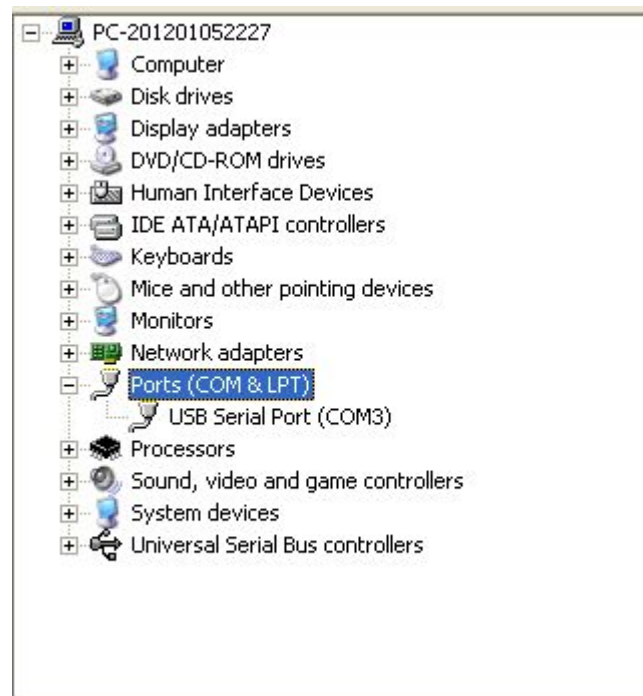 PC-201201052227
Computer
Disk drives
Display adapters
DVD/CD-ROM drives
Human Interface Devices
IDE ATA/ATAPI controllers
Keyboards
Mice and other pointing devices
Monitors
Network adapters
Ports (COM & LPT)
USB Serial Port (COM3)
Processors
Sound, video and game controllers
System devices
Universal Serial Bus controllers